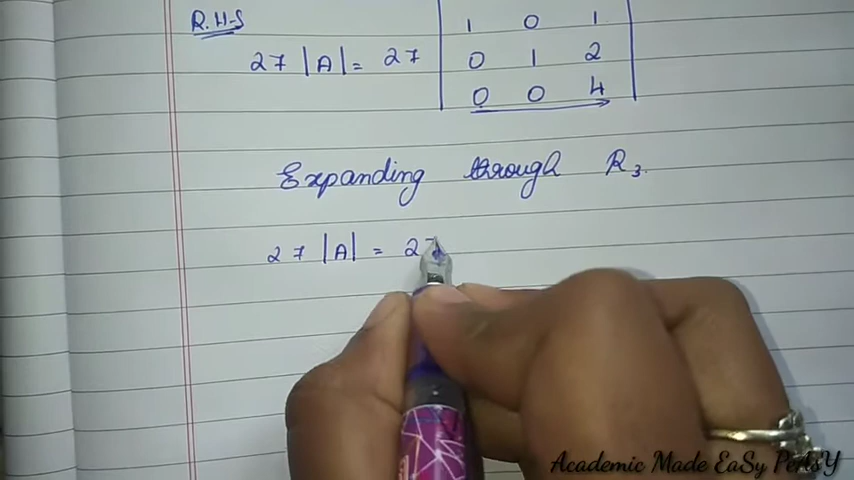 R.H.S
1 0 1
27 |A| = 27 0 1 2
0 0 4
Expanding through R3.
27 |A| = 27
Academic Made EaSy PeAsY